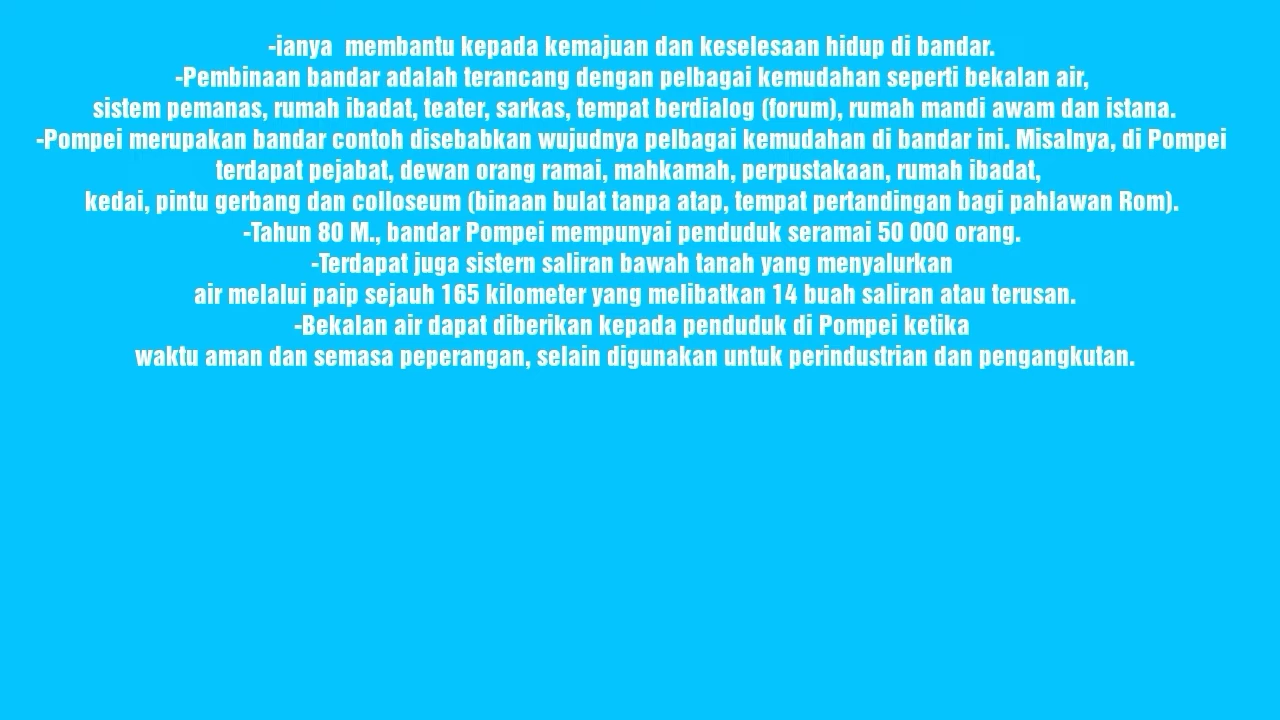 -ianya  membantu kepada kemajuan dan keselesaan hidup di bandar.
-Pembinaan bandar adalah terancang dengan pelbagai kemudahan seperti bekalan air,
sistem pemanas, rumah ibadat, teater, sarkas, tempat berdialog (forum), rumah mandi awam dan istana.
-Pompei merupakan bandar contoh disebabkan wujudnya pelbagai kemudahan di bandar ini. Misalnya, di Pompei
terdapat pejabat, dewan orang ramai, mahkamah, perpustakaan, rumah ibadat,
kedai, pintu gerbang dan colloseum (binaan bulat tanpa atap, tempat pertandingan bagi pahlawan Rom).
-Tahun 80 M., bandar Pompei mempunyai penduduk seramai 50 000 orang.
-Terdapat juga sistern saliran bawah tanah yang menyalurkan
air melalui paip sejauh 165 kilometer yang melibatkan 14 buah saliran atau terusan.
-Bekalan air dapat diberikan kepada penduduk di Pompei ketika
waktu aman dan semasa peperangan, selain digunakan untuk perindustrian dan pengangkutan.